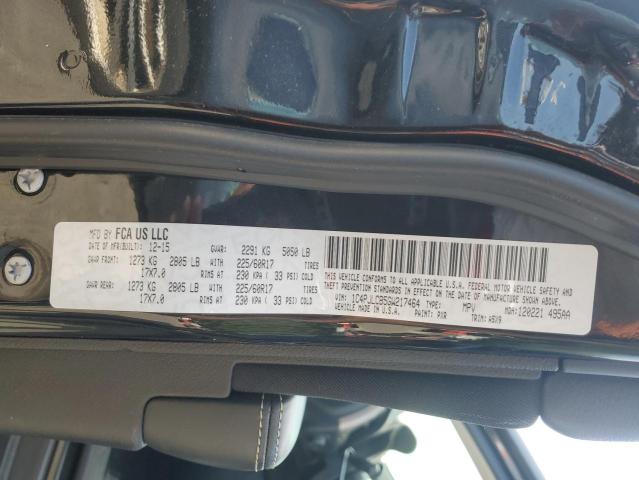 MFD BY FCA US LLC
DATE OF MFR(BUILT): 12-15 GVWR: 2291 KG 5050 LB
GAWR FRONT: 1273 KG 2805 LB WITH 225/60R17 TIRES
17X7.0 RIMS AT 230 KPA ( 33 PSI) COLD
GAWR REAR: 1273 KG 2805 LB WITH 225/60R17 TIRES
17X7.0 RIMS AT 230 KPA ( 33 PSI) COLD
THIS VEHICLE CONFORMS TO ALL APPLICABLE U.S.A. FEDERAL MOTOR VEHICLE SAFETY AND
THEFT PREVENTION STANDARDS IN EFFECT ON THE DATE OF MANUFACTURE SHOWN ABOVE.
VIN: 1C4PJLCB5GW217464 TYPE: MPV
VEHICLE MADE IN U.S.A. PAINT: PXR TRIM: A5X9 MDH: 120221 495AA